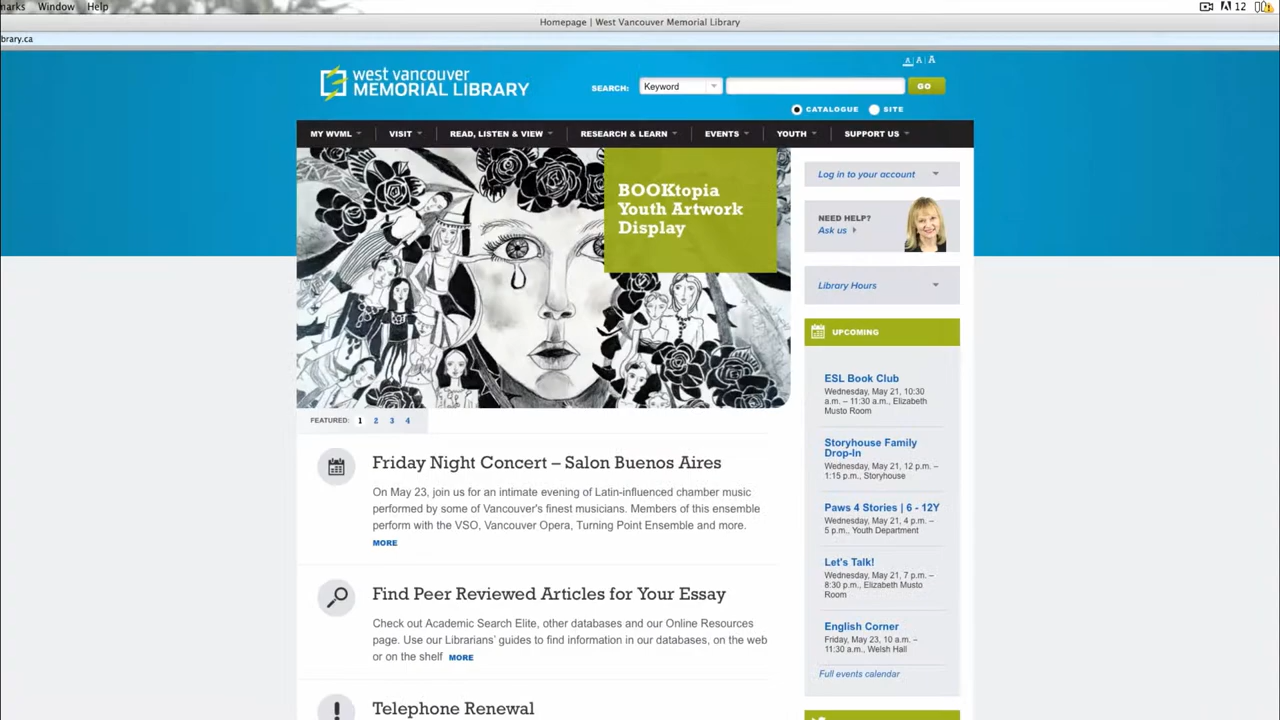 marks Window Help
12
Homepage | West Vancouver Memorial Library
brary.ca
A A A
west vancouver
MEMORIAL LIBRARY
SEARCH: Keyword GO
CATALOGUE SITE
MY WVML VISIT READ, LISTEN & VIEW RESEARCH & LEARN EVENTS YOUTH SUPPORT US
BOOKtopia
Youth Artwork
Display
Log in to your account
NEED HELP?
Ask us
Library Hours
UPCOMING
ESL Book Club
Wednesday, May 21, 10:30
a.m. – 11:30 a.m., Elizabeth
Musto Room
Storyhouse Family
Drop-In
Wednesday, May 21, 12 p.m. –
1:15 p.m., Storyhouse
Paws 4 Stories | 6 - 12Y
Wednesday, May 21, 4 p.m. –
5 p.m., Youth Department
Let's Talk!
Wednesday, May 21, 7 p.m. –
8:30 p.m., Elizabeth Musto
Room
English Corner
Friday, May 23, 10 a.m. –
11:30 a.m., Welsh Hall
Full events calendar
FEATURED: 1 2 3 4
Friday Night Concert – Salon Buenos Aires
On May 23, join us for an intimate evening of Latin-influenced chamber music
performed by some of Vancouver's finest musicians. Members of this ensemble
perform with the VSO, Vancouver Opera, Turning Point Ensemble and more.
MORE
Find Peer Reviewed Articles for Your Essay
Check out Academic Search Elite, other databases and our Online Resources
page. Use our Librarians' guides to find information in our databases, on the web
or on the shelf MORE
Telephone Renewal